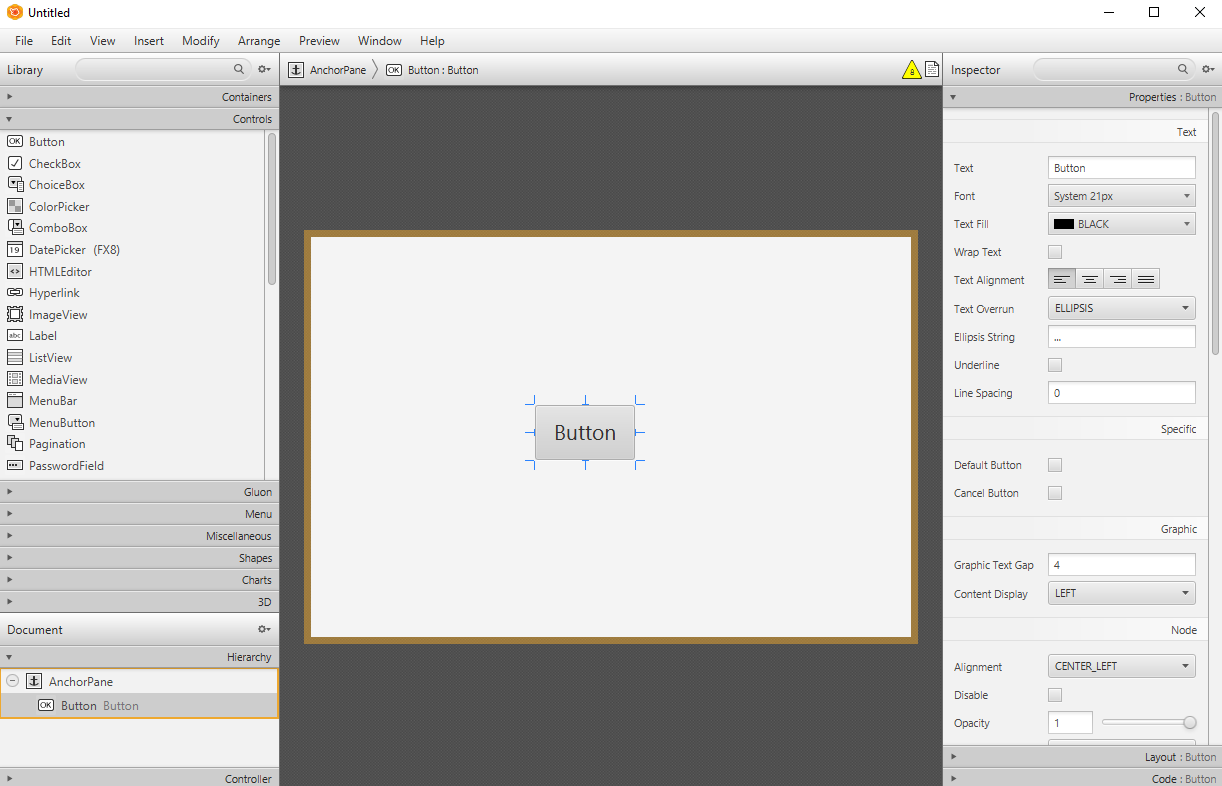 Untitled
File Edit View Insert Modify Arrange Preview Window Help
Library
AnchorPane
OK Button : Button
8
Inspector
Containers
Controls
OK Button
CheckBox
ChoiceBox
ColorPicker
ComboBox
19 DatePicker (FX8)
<> HTMLEditor
Hyperlink
ImageView
abc Label
ListView
MediaView
MenuBar
MenuButton
Pagination
PasswordField
Gluon
Menu
Miscellaneous
Shapes
Charts
3D
Document
Hierarchy
AnchorPane
OK Button Button
Controller
Button
Properties : Button
Text
Text Button
Font System 21px
Text Fill BLACK
Wrap Text
Text Alignment
Text Overrun ELLIPSIS
Ellipsis String ...
Underline
Line Spacing 0
Specific
Default Button
Cancel Button
Graphic
Graphic Text Gap 4
Content Display LEFT
Node
Alignment CENTER_LEFT
Disable
Opacity 1
Layout : Button
Code : Button